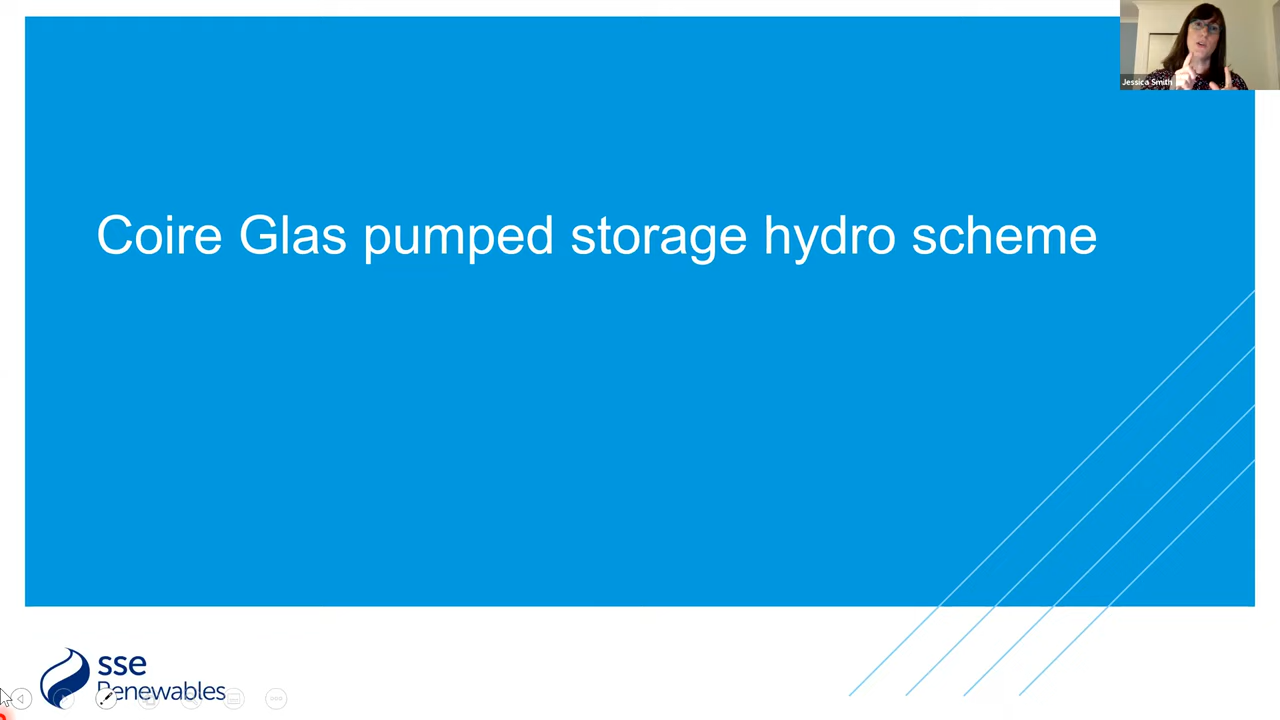 Jessica Smith
Coire Glas pumped storage hydro scheme
sse
Renewables